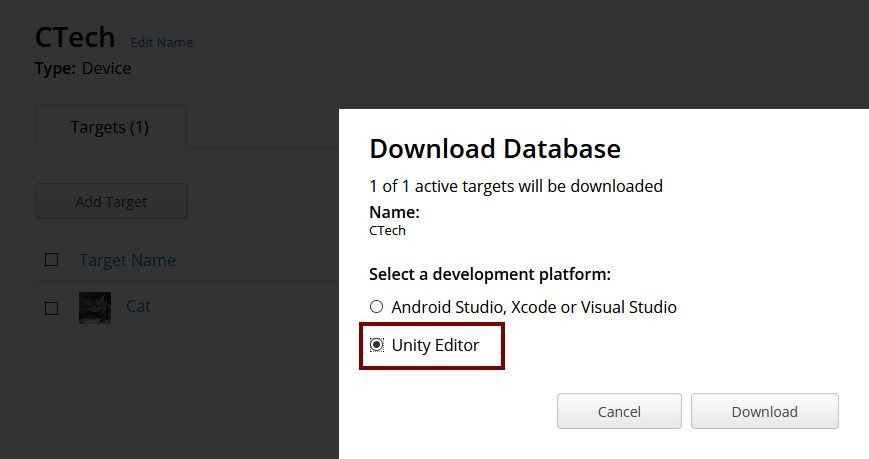 CTech Edit Name
Type: Device
Targets (1)
Add Target
Target Name
Cat
Download Database
1 of 1 active targets will be downloaded
Name:
CTech
Select a development platform:
Android Studio, Xcode or Visual Studio
Unity Editor
Cancel Download